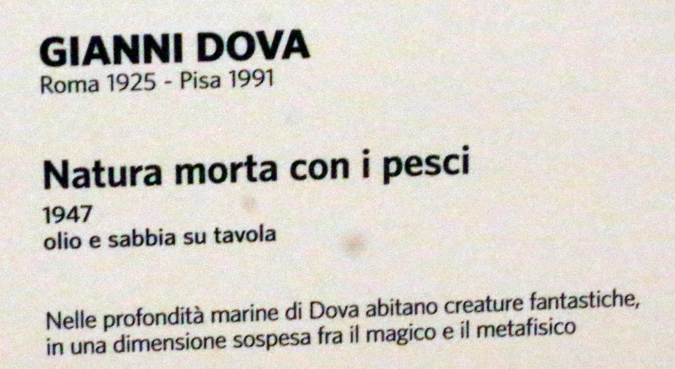 GIANNI DOVA
Roma 1925 - Pisa 1991
Natura morta con i pesci
1947
olio e sabbia su tavola
Nelle profondità marine di Dova abitano creature fantastiche,
in una dimensione sospesa fra il magico e il metafisico